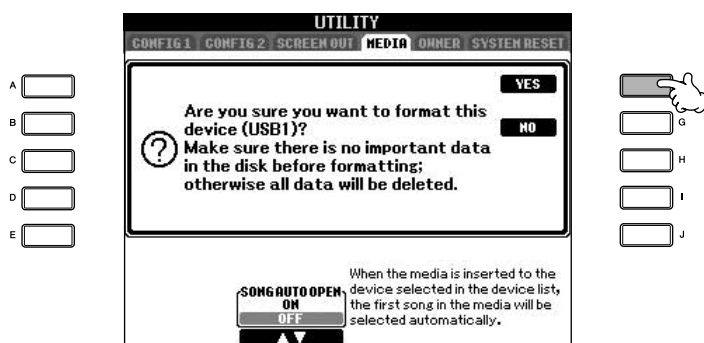 UTILITY
CONFIG 1 CONFIG 2 SCREEN OUT MEDIA OWNER SYSTEM RESET
YES
Are you sure you want to format this
device (USB1)?
NO
Make sure there is no important data
in the disk before formatting;
otherwise all data will be deleted.
A
B
C
D
E
G
H
I
J
SONG AUTO OPEN
ON
OFF
When the media is inserted to the
device selected in the device list,
the first song in the media will be
selected automatically.